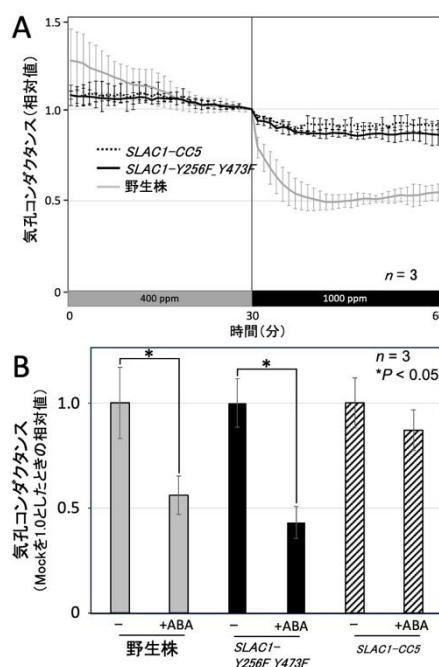 A
気孔コンダクタンス(相対値)
1.5
1.0
0.5
0
SLAC1-CC5
SLAC1-Y256F_Y473F
野生株
n = 3
400 ppm
1000 ppm
0
30
60
時間(分)
B
気孔コンダクタンス
(Mockを1.0としたときの相対値)
n = 3
*P < 0.05
*
*
1.0
0.5
0
− +ABA − +ABA − +ABA
野生株
SLAC1-
Y256F_Y473F
SLAC1-CC5